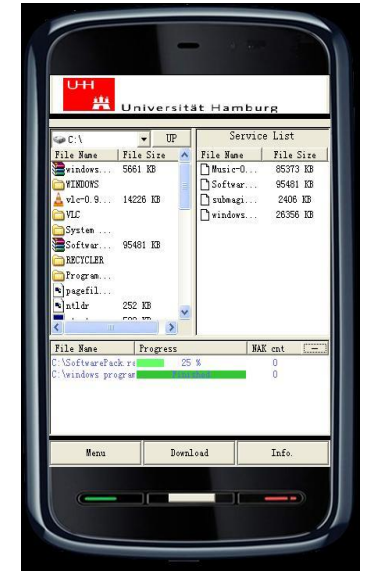 UHH
Universität Hamburg
C:\ UP
Service List
File Name File Size
File Name File Size
windows... 5661 KB
WINDOWS
vlc-0.9... 14226 KB
VLC
System ...
Softwar... 95481 KB
RECYCLER
Program...
pagefil...
ntldr 252 KB
Music-0... 85373 KB
Softwar... 95481 KB
submagi... 2406 KB
windows... 26356 KB
File Name Progress NAK cnt
C:\SoftwarePack.ra 25 % 0
C:\windows program Finished 0
Menu Download Info.